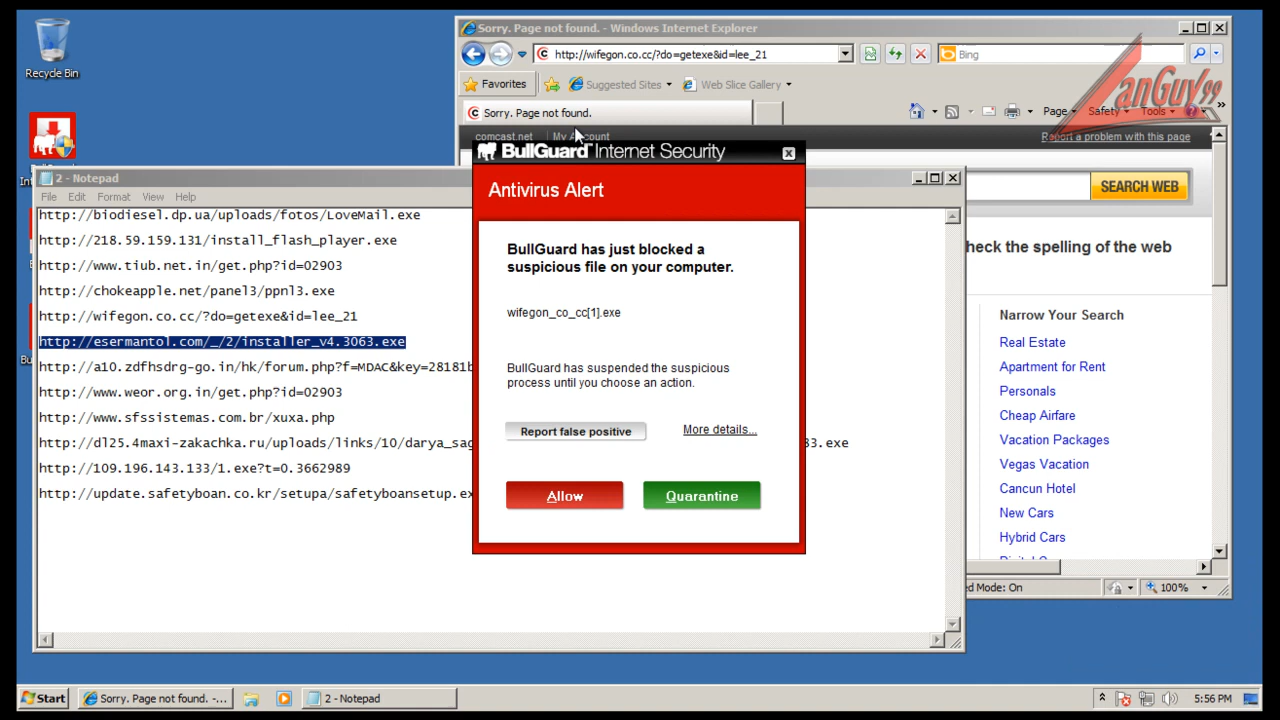 Recycle Bin
Sorry. Page not found. - Windows Internet Explorer
http://wifegon.co.cc/?do=getexe&id=lee_21
Bing
Favorites
Suggested Sites
Web Slice Gallery
Sorry. Page not found.
Page
Safety
Tools
anGuy99
comcast.net
My Account
Report a problem with this page
SEARCH WEB
heck the spelling of the web
Narrow Your Search
Real Estate
Apartment for Rent
Personals
Cheap Airfare
Vacation Packages
Vegas Vacation
Cancun Hotel
New Cars
Hybrid Cars
ed Mode: On
100%
2 - Notepad
File Edit Format View Help
http://biodiesel.dp.ua/uploads/fotos/LoveMail.exe
http://218.59.159.131/install_flash_player.exe
http://www.tiub.net.in/get.php?id=02903
http://chokeapple.net/panel3/ppnl3.exe
http://wifegon.co.cc/?do=getexe&id=lee_21
http://esermantol.com/_/2/installer_v4.3063.exe
http://a10.zdfhsdrg-go.in/hk/forum.php?f=MDAC&key=28181b
http://www.weor.org.in/get.php?id=02903
http://www.sfssistemas.com.br/xuxa.php
http://dl25.4maxi-zakachka.ru/uploads/links/10/darya_sag 33.exe
http://109.196.143.133/1.exe?t=0.3662989
http://update.safetyboan.co.kr/setupa/safetyboansetup.ex
BullGuard Internet Security
Antivirus Alert
BullGuard has just blocked a
suspicious file on your computer.
wifegon_co_cc[1].exe
BullGuard has suspended the suspicious
process until you choose an action.
Report false positive
More details...
Allow
Quarantine
Start
Sorry. Page not found. -...
2 - Notepad
5:56 PM